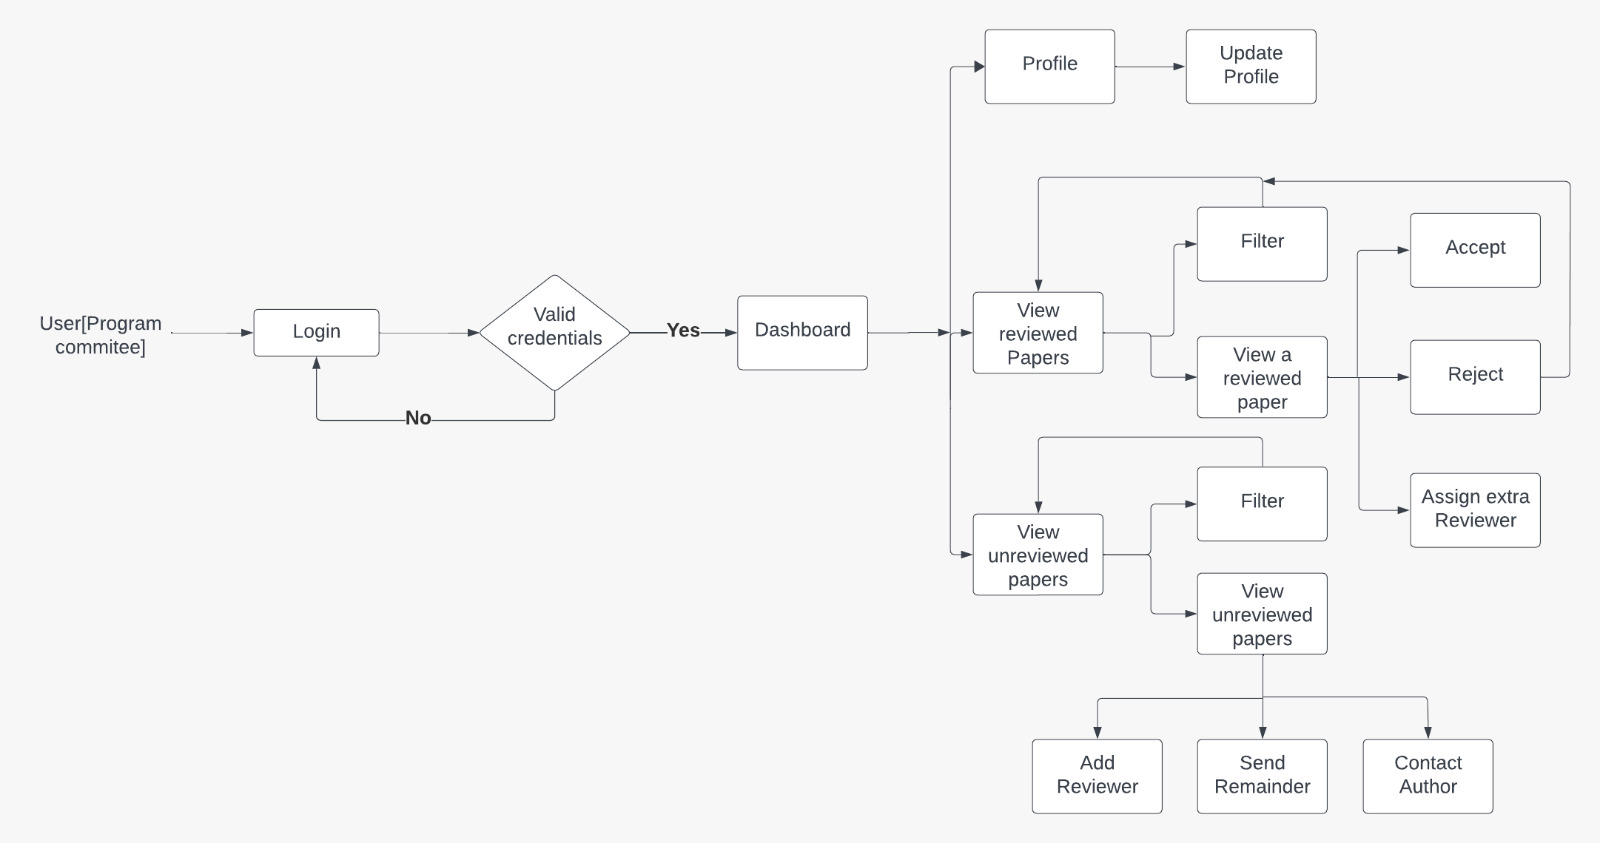 Profile
Update
Profile
Filter
Accept
User[Program
commitee]
Login
Valid
credentials
Yes
Dashboard
View
reviewed
Papers
View a
reviewed
paper
Reject
No
Filter
Assign extra
Reviewer
View
unreviewed
papers
View
unreviewed
papers
Add
Reviewer
Send
Remainder
Contact
Author